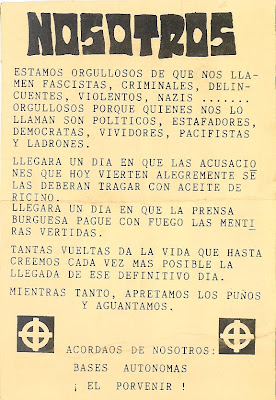 NOSOTROS
ESTAMOS ORGULLOSOS DE QUE NOS LLA-
MEN FASCISTAS, CRIMINALES, DELIN-
CUENTES, VIOLENTOS, NAZIS .......
ORGULLOSOS PORQUE QUIENES NOS LO
LLAMAN SON POLITICOS, ESTAFADORES,
DEMOCRATAS, VIVIDORES, PACIFISTAS
Y LADRONES.
LLEGARA UN DIA EN QUE LAS ACUSACIO
NES QUE HOY VIERTEN ALEGREMENTE SE
LAS DEBERAN TRAGAR CON ACEITE DE
RICINO.
LLEGARA UN DIA EN QUE LA PRENSA
BURGUESA PAGUE CON FUEGO LAS MENTI
RAS VERTIDAS.
TANTAS VUELTAS DA LA VIDA QUE HASTA
CREEMOS CADA VEZ MAS POSIBLE LA
LLEGADA DE ESE DEFINITIVO DIA.
MIENTRAS TANTO, APRETAMOS LOS PUÑOS
Y AGUANTAMOS.
ACORDAOS DE NOSOTROS:
BASES AUTONOMAS
¡ EL PORVENIR !